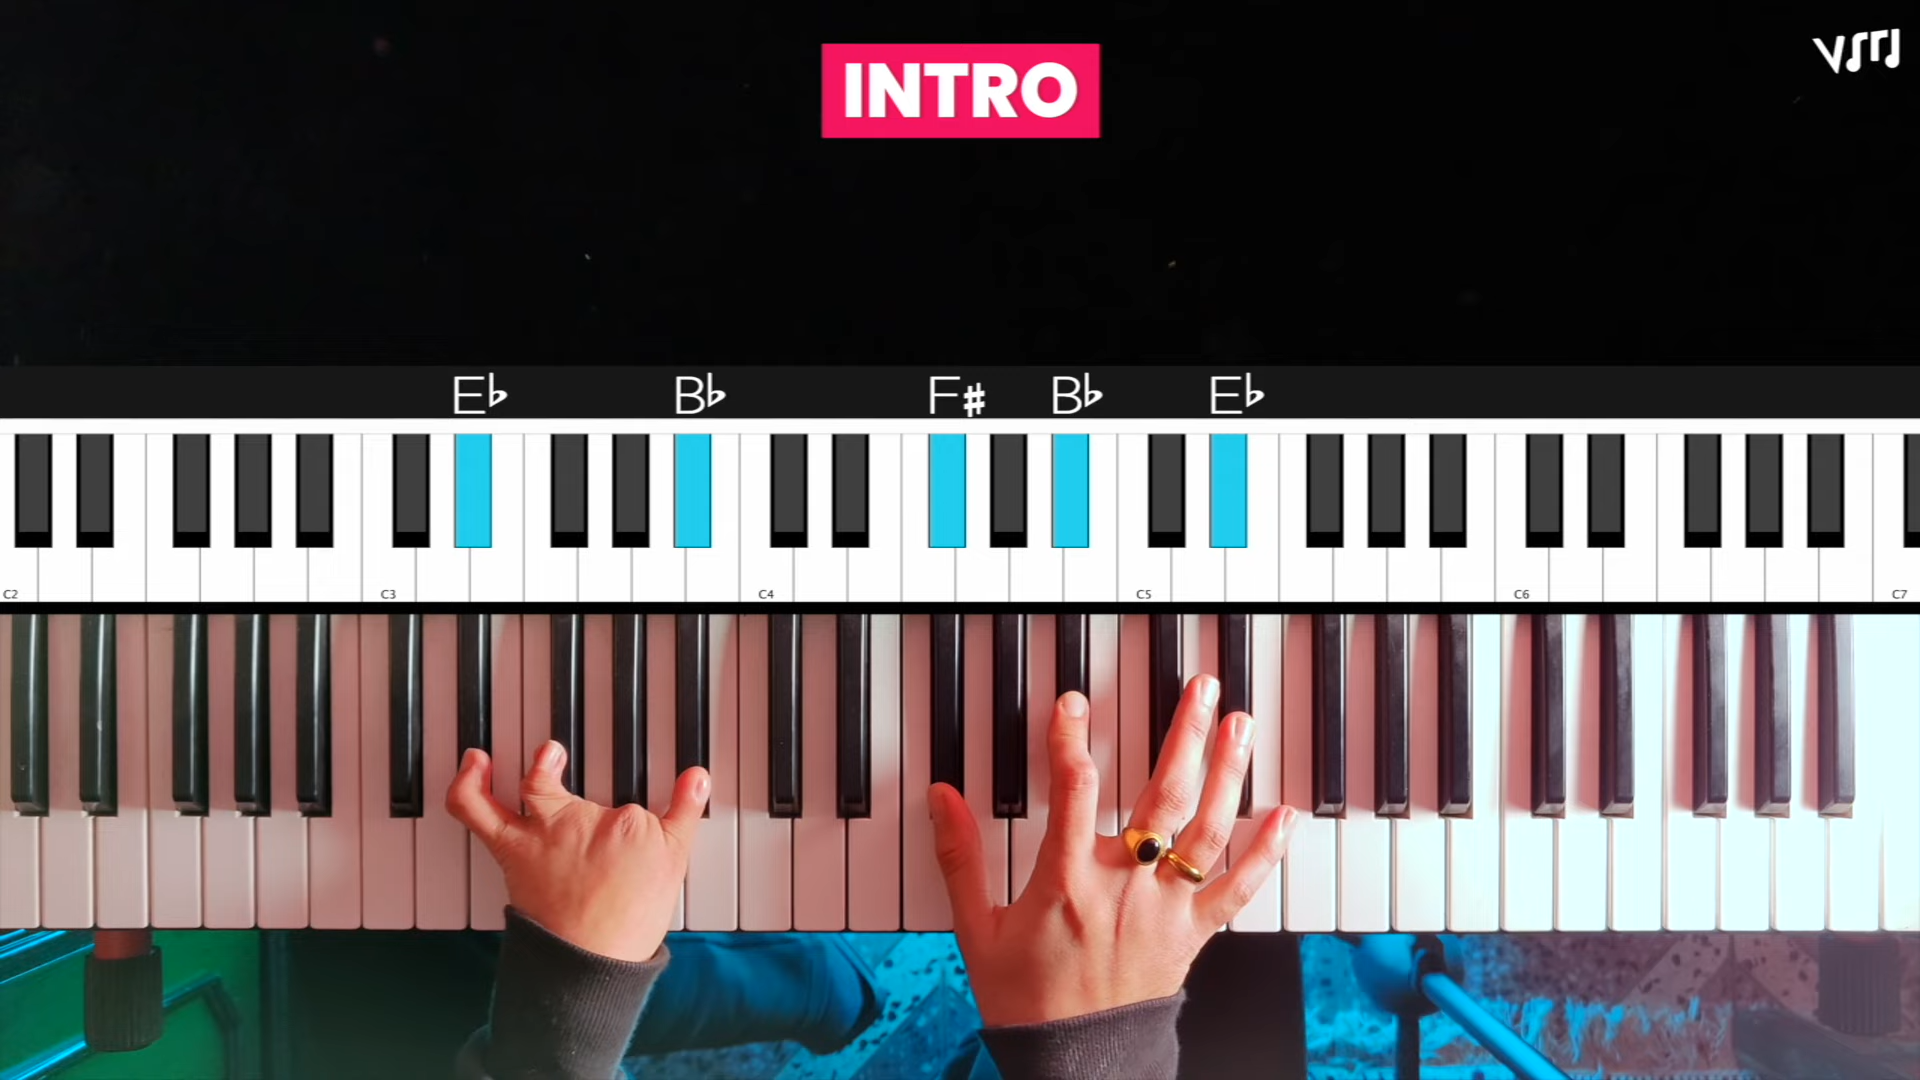 INTRO
E♭ B♭ F♯ B♭ E♭
C2 C3 C4 C5 C6 C7